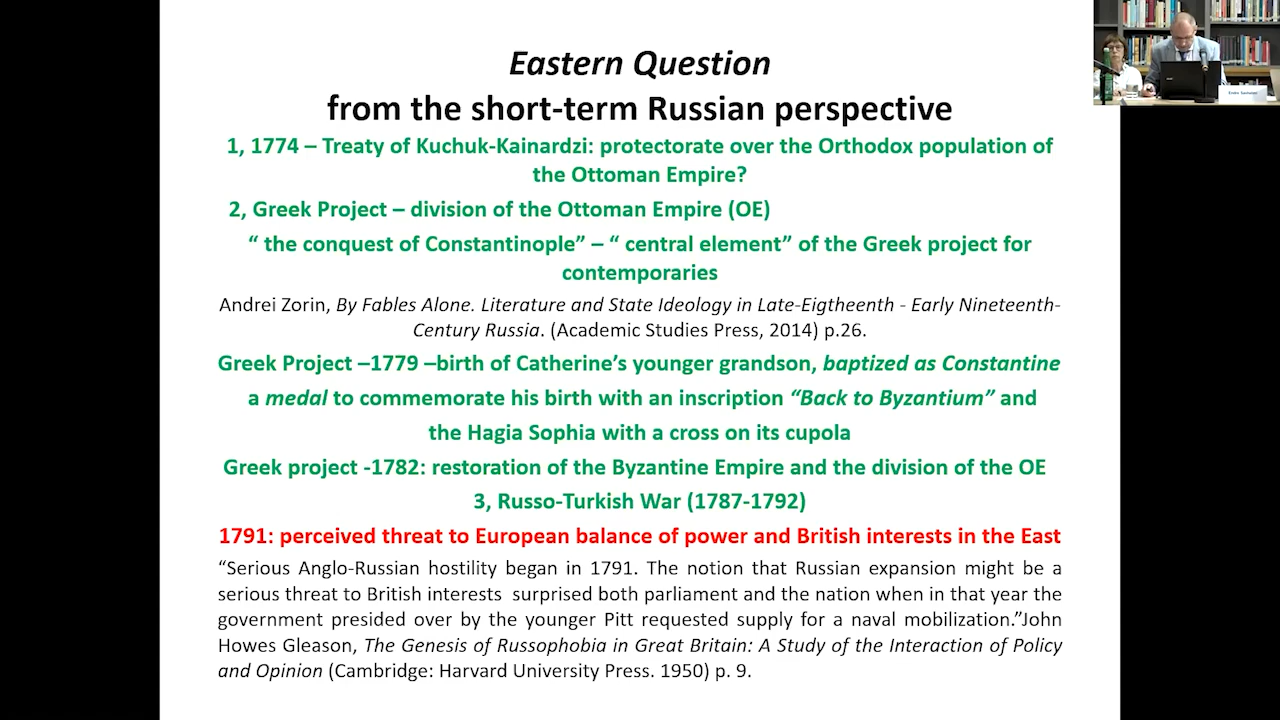 Eastern Question
from the short-term Russian perspective
1, 1774 – Treaty of Kuchuk-Kainardzi: protectorate over the Orthodox population of
the Ottoman Empire?
2, Greek Project – division of the Ottoman Empire (OE)
“ the conquest of Constantinople” – “ central element” of the Greek project for
contemporaries
Andrei Zorin, By Fables Alone. Literature and State Ideology in Late-Eigtheenth - Early Nineteenth-
Century Russia. (Academic Studies Press, 2014) p.26.
Greek Project –1779 –birth of Catherine’s younger grandson, baptized as Constantine
a medal to commemorate his birth with an inscription “Back to Byzantium” and
the Hagia Sophia with a cross on its cupola
Greek project -1782: restoration of the Byzantine Empire and the division of the OE
3, Russo-Turkish War (1787-1792)
1791: perceived threat to European balance of power and British interests in the East
“Serious Anglo-Russian hostility began in 1791. The notion that Russian expansion might be a
serious threat to British interests surprised both parliament and the nation when in that year the
government presided over by the younger Pitt requested supply for a naval mobilization.”John
Howes Gleason, The Genesis of Russophobia in Great Britain: A Study of the Interaction of Policy
and Opinion (Cambridge: Harvard University Press. 1950) p. 9.